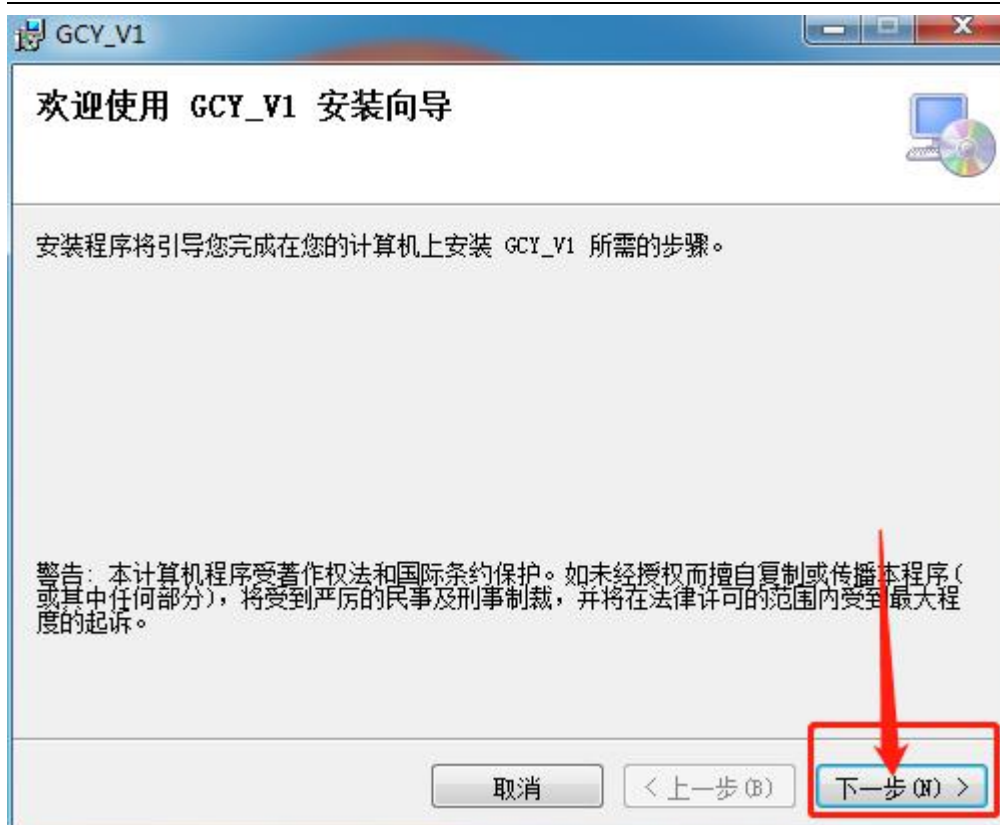 GCY_V1
欢迎使用 GCY_V1 安装向导
安装程序将引导您完成在您的计算机上安装 GCY_V1 所需的步骤。
警告: 本计算机程序受著作权法和国际条约保护。如未经授权而擅自复制或传播本程序(
或其中任何部分)，将受到严厉的民事及刑事制裁，并将在法律许可的范围内受到最大程
度的起诉。
取消
< 上一步(B)
下一步(N) >